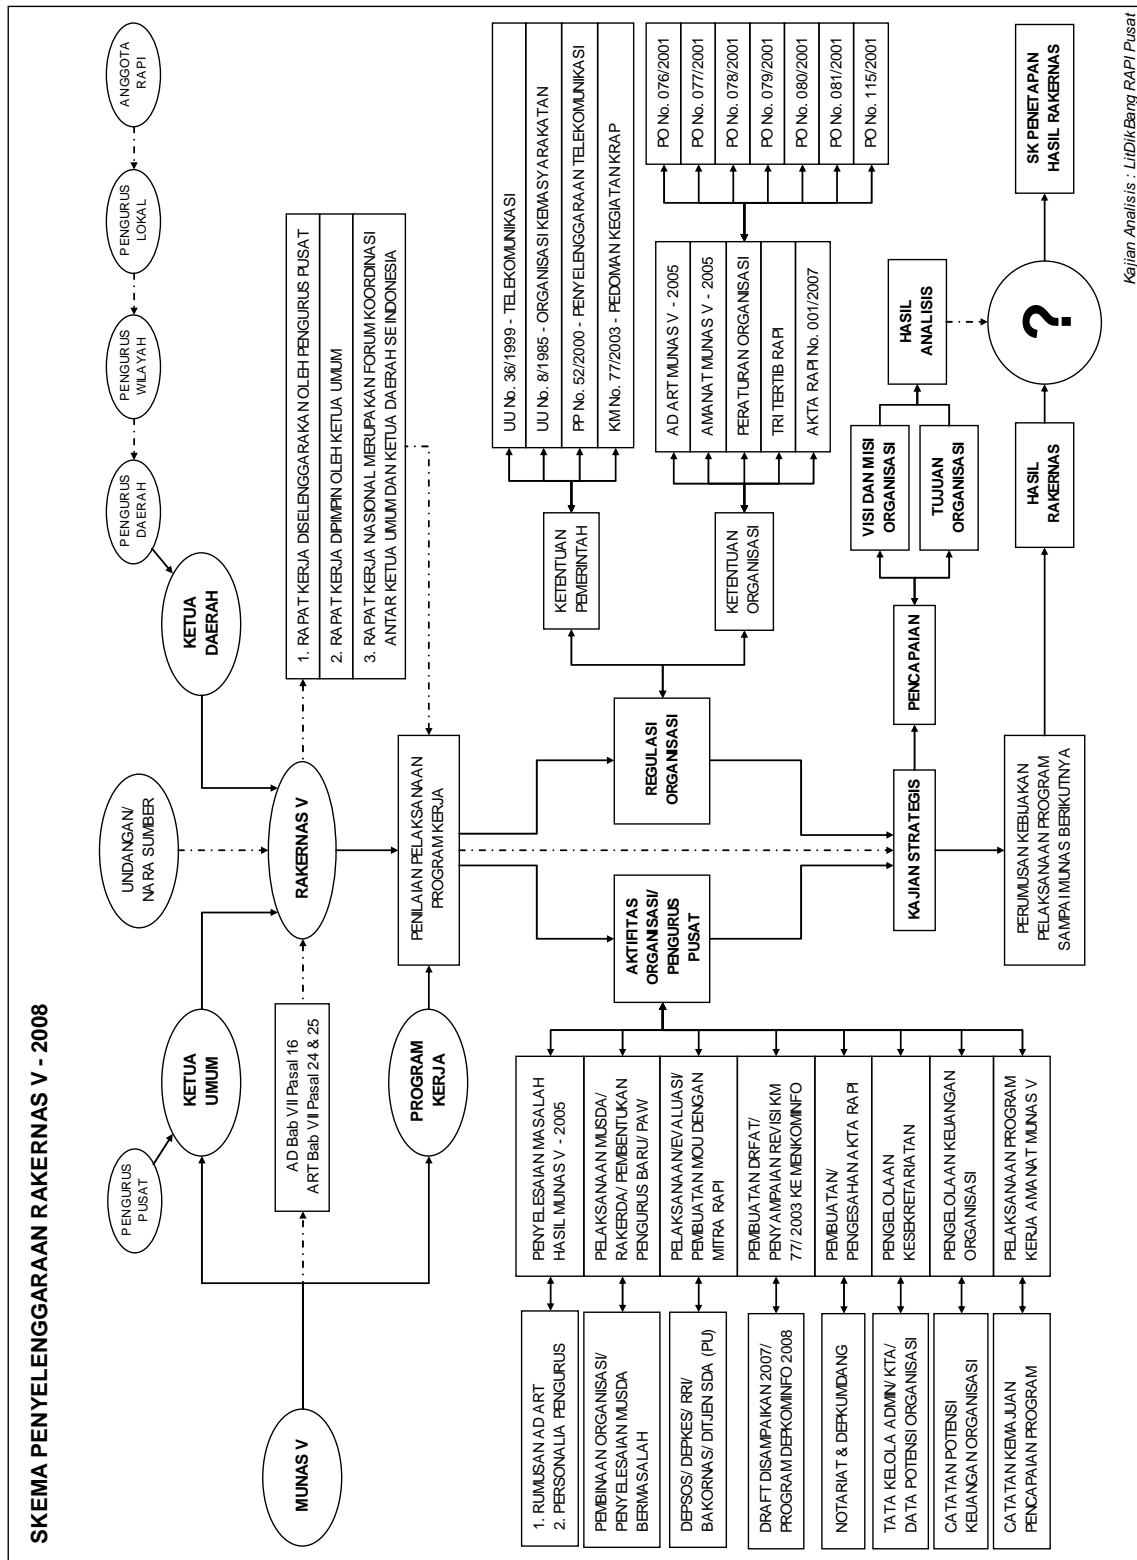 SKEMA PENYELENGGARAAN RAKERNAS V - 2008
MUNAS V
PENGURUS
PUSAT
KETUA
UMUM
AD Bab VII Pasal 16
ART Bab VII Pasal 24 & 25
PROGRAM
KERJA
UNDANGAN/
NARA SUMBER
RAKERNAS V
KETUA
DAERAH
PENGURUS
DAERAH
PENGURUS
WILAYAH
PENGURUS
LOKAL
ANGGOTA
RAPI
1. RAPAT KERJA DISELENGGARAKAN OLEH PENGURUS PUSAT
2. RAPAT KERJA DIPIMPIN OLEH KETUA UMUM
3. RAPAT KERJA NASIONAL MERUPAKAN FORUM KOORDINASI
ANTAR KETUA UMUM DAN KETUA DAERAH SE INDONESIA
PENILAIAN PELAKSANAAN
PROGRAM KERJA
1. RUMUSAN AD ART
2. PERSONALIA PENGURUS
PEMBINAAN ORGANISASI/
PENYELESAIAN MUSDA
BERMASALAH
DEPSOS/ DEPKES/ RRI/
BAKORNAS/ DITJEN SDA (PU)
DRAFT DISAMPAIKAN 2007/
PROGRAM DEPKOMINFO 2008
NOTARIAT & DEPKUMDANG
TATA KELOLA ADMIN/ KTA/
DATA POTENSI ORGANISASI
CATATAN POTENSI
KEUANGAN ORGANISASI
CATATAN KEMAJUAN
PENCAPAIAN PROGRAM
PENYELESAIAN MASALAH
HASIL MUNAS V - 2005
PELAKSANAAN MUSDA/
RAKERDA/ PEMBENTUKAN
PENGURUS BARU/ PAW
PELAKSANAAN/EVALUASI/
PEMBUATAN MOU DENGAN
MITRA RAPI
PEMBUATAN DRFAT/
PENYAMPAIAN REVISI KM
77/ 2003 KE MENKOMINFO
PEMBUATAN/
PENGESAHAN AKTA RAPI
PENGELOLAAN
KESEKRETARIATAN
PENGELOLAAN KEUANGAN
ORGANISASI
PELAKSANAAN PROGRAM
KERJA AMANAT MUNAS V
AKTIFITAS
ORGANISASI/
PENGURUS
PUSAT
REGULASI
ORGANISASI
KETENTUAN
PEMERINTAH
UU No. 36/1999 - TELEKOMUNIKASI
UU No. 8/1985 - ORGANISASI KEMASYARAKATAN
PP No. 52/2000 - PENYELENGGARAAN TELEKOMUNIKASI
KM No. 77/2003 - PEDOMAN KEGIATAN KRAP
KETENTUAN
ORGANISASI
AD ART MUNAS V - 2005
AMANAT MUNAS V - 2005
PERATURAN ORGANISASI
TRI TERTIB RAPI
AKTA RAPI No. 001/2007
PO No. 076/2001
PO No. 077/2001
PO No. 078/2001
PO No. 079/2001
PO No. 080/2001
PO No. 081/2001
PO No. 115/2001
KAJIAN STRATEGIS
PENCAPAIAN
VISI DAN MISI
ORGANISASI
TUJUAN
ORGANISASI
HASIL
ANALISIS
PERUMUSAN KEBIJAKAN
PELAKSANAAN PROGRAM
SAMPAI MUNAS BERIKUTNYA
HASIL
RAKERNAS
?
SK PENETAPAN
HASIL RAKERNAS
Kajian Analisis : LitDikBang RAPI Pusat